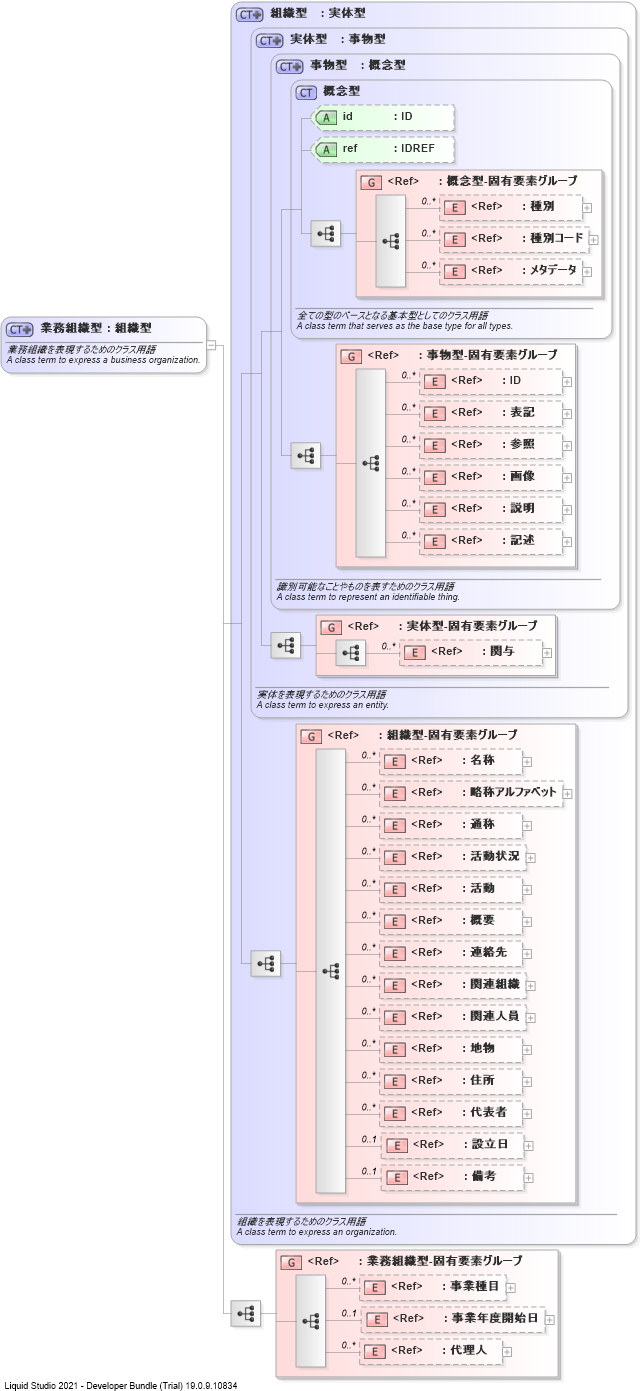 CT 組織型 : 実体型
CT 実体型 : 事物型
CT 事物型 : 概念型
CT 概念型
A id : ID
A ref : IDREF
G <Ref> : 概念型-固有要素グループ
0..* E <Ref> : 種別
0..* E <Ref> : 種別コード
0..* E <Ref> : メタデータ
全ての型のベースとなる基本型としてのクラス用語
A class term that serves as the base type for all types.
CT 業務組織型 : 組織型
業務組織を表現するためのクラス用語
A class term to express a business organization.
G <Ref> : 事物型-固有要素グループ
0..* E <Ref> : ID
0..* E <Ref> : 表記
0..* E <Ref> : 参照
0..* E <Ref> : 画像
0..* E <Ref> : 説明
0..* E <Ref> : 記述
識別可能なことやものを表すためのクラス用語
A class term to represent an identifiable thing.
G <Ref> : 実体型-固有要素グループ
0..* E <Ref> : 関与
実体を表現するためのクラス用語
A class term to express an entity.
G <Ref> : 組織型-固有要素グループ
0..* E <Ref> : 名称
0..* E <Ref> : 略称アルファベット
0..* E <Ref> : 通称
0..* E <Ref> : 活動状況
0..* E <Ref> : 活動
0..* E <Ref> : 概要
0..* E <Ref> : 連絡先
0..* E <Ref> : 関連組織
0..* E <Ref> : 関連人員
0..* E <Ref> : 地物
0..* E <Ref> : 住所
0..* E <Ref> : 代表者
0..1 E <Ref> : 設立日
0..1 E <Ref> : 備考
組織を表現するためのクラス用語
A class term to express an organization.
G <Ref> : 業務組織型-固有要素グループ
0..* E <Ref> : 事業種目
0..1 E <Ref> : 事業年度開始日
0..* E <Ref> : 代理人
Liquid Studio 2021 - Developer Bundle (Trial) 19.0.9.10834